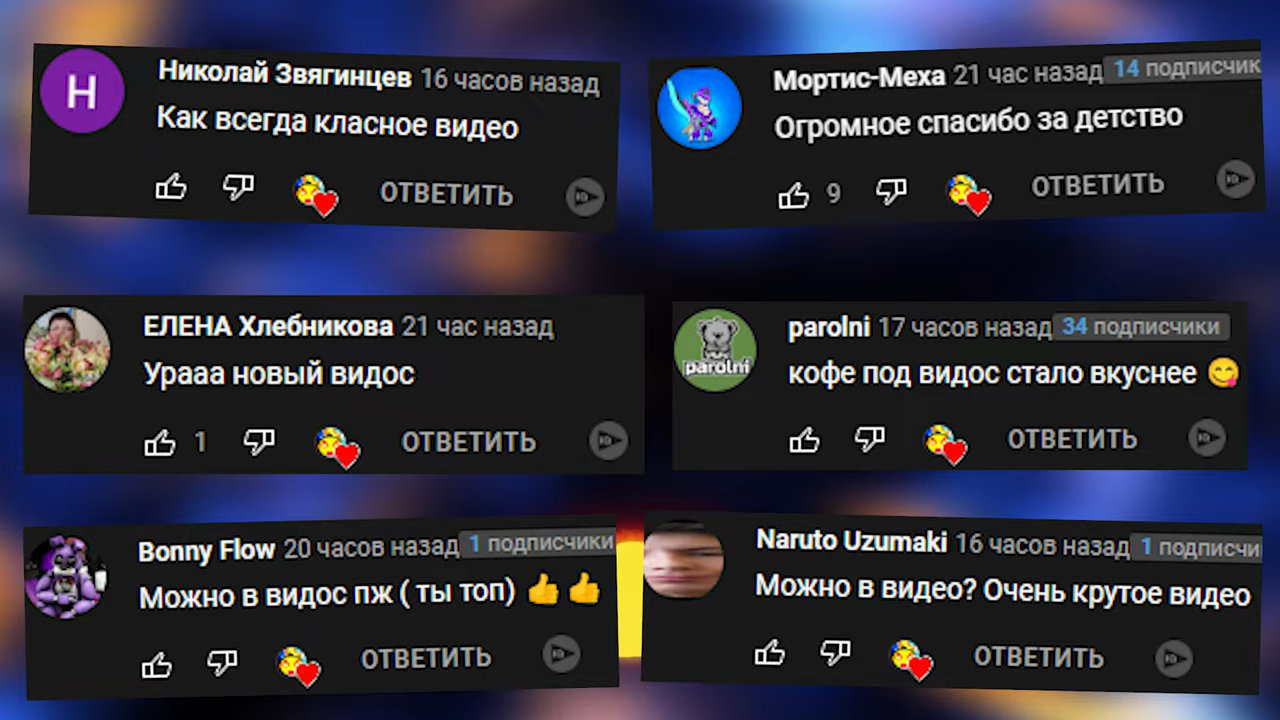 Н
Николай Звягинцев 16 часов назад
Как всегда класное видео
ОТВЕТИТЬ
Мортис-Меха 21 час назад 14 подписчик
Огромное спасибо за детство
9 ОТВЕТИТЬ
ЕЛЕНА Хлебникова 21 час назад
Урааа новый видос
1 ОТВЕТИТЬ
parolni
parolni 17 часов назад 34 подписчики
кофе под видос стало вкуснее 😋
ОТВЕТИТЬ
Bonny Flow 20 часов назад 1 подписчики
Можно в видос пж ( ты топ) 👍👍
ОТВЕТИТЬ
Naruto Uzumaki 16 часов назад 1 подписчи
Можно в видео? Очень крутое видео
ОТВЕТИТЬ